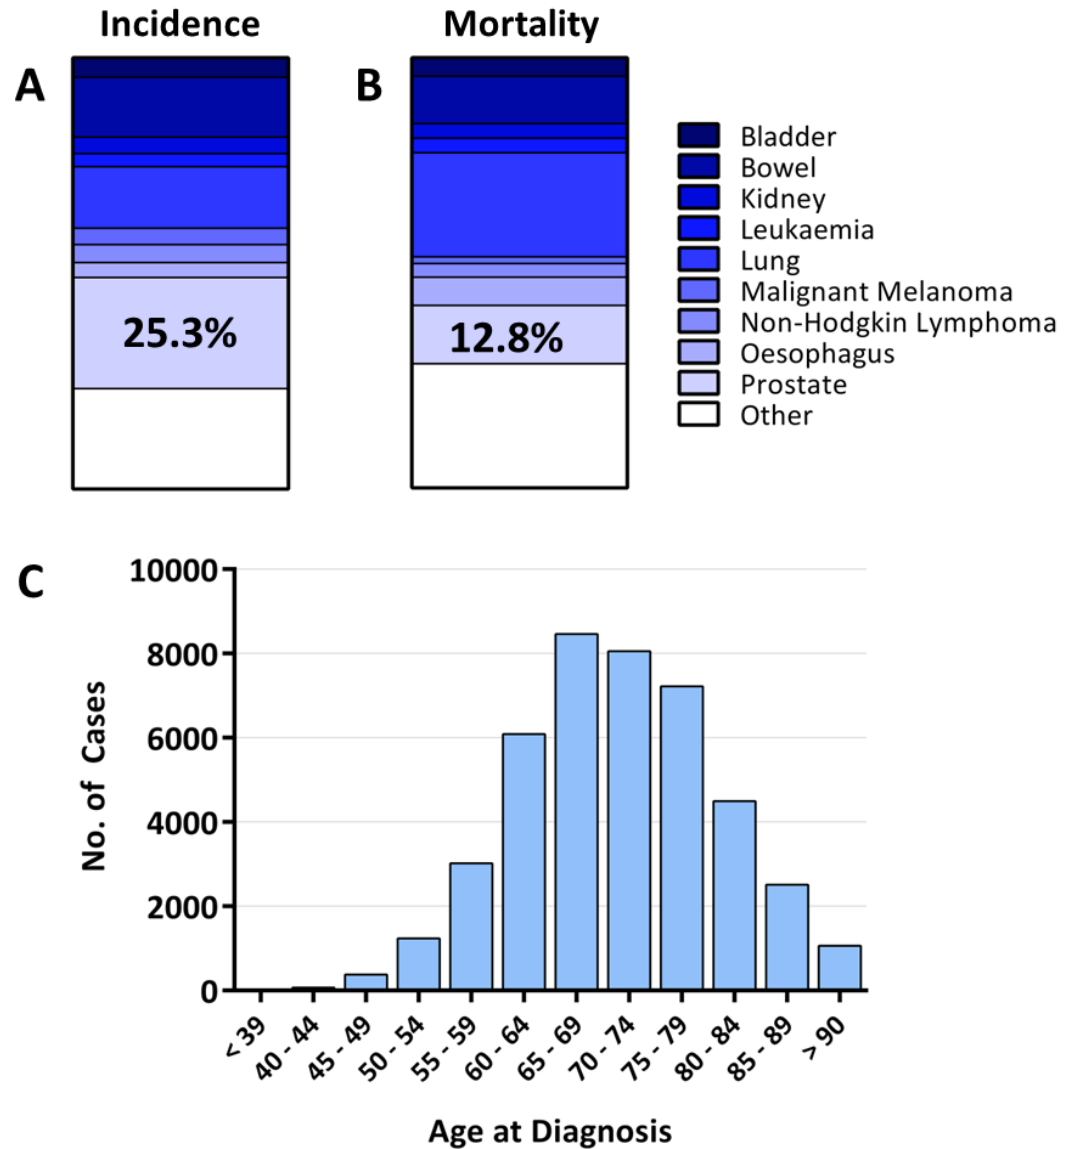 Incidence
Mortality
A
B
25.3%
12.8%
Bladder
Bowel
Kidney
Leukaemia
Lung
Malignant Melanoma
Non-Hodgkin Lymphoma
Oesophagus
Prostate
Other
C
No. of Cases
10000
8000
6000
4000
2000
0
< 39
40 - 44
45 - 49
50 - 54
55 - 59
60 - 64
65 - 69
70 - 74
75 - 79
80 - 84
85 - 89
> 90
Age at Diagnosis